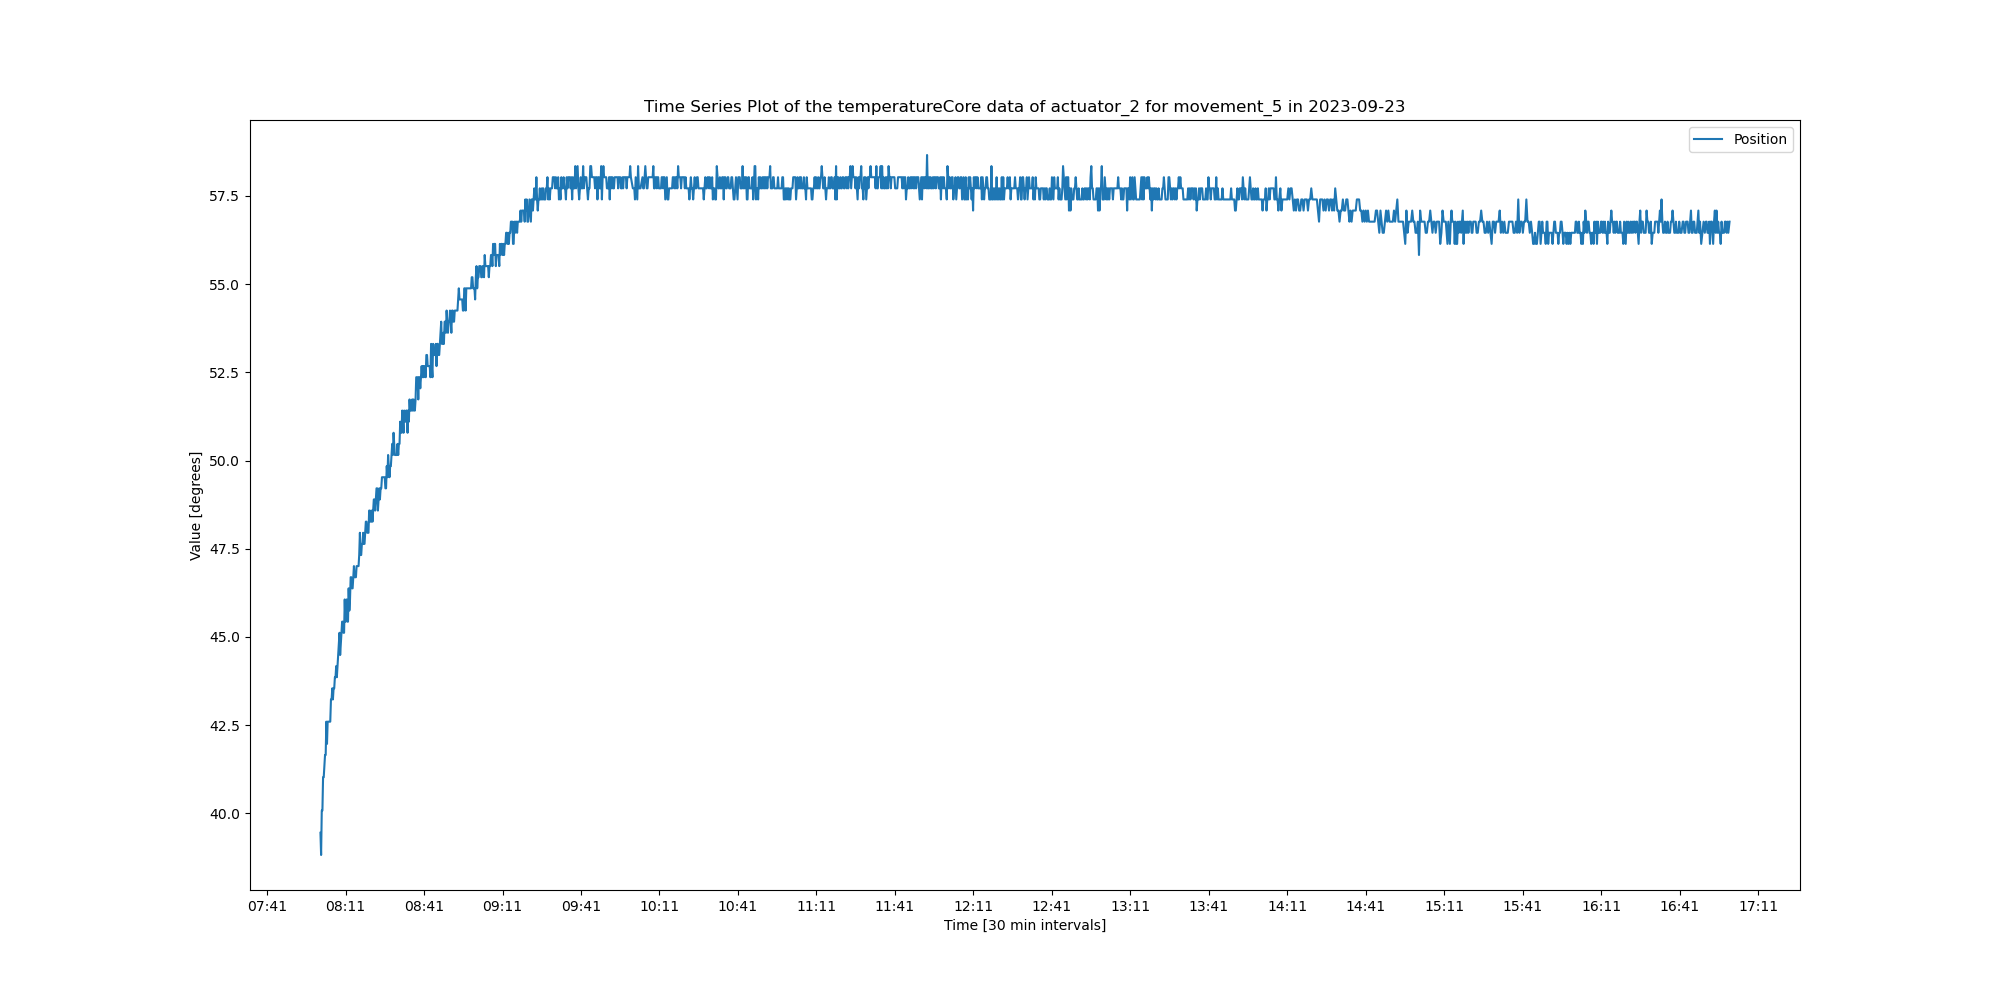 Time Series Plot of the temperatureCore data of actuator_2 for movement_5 in 2023-09-23
Position
57.5
55.0
52.5
50.0
47.5
45.0
42.5
40.0
Value [degrees]
07:41 08:11 08:41 09:11 09:41 10:11 10:41 11:11 11:41 12:11 12:41 13:11 13:41 14:11 14:41 15:11 15:41 16:11 16:41 17:11
Time [30 min intervals]